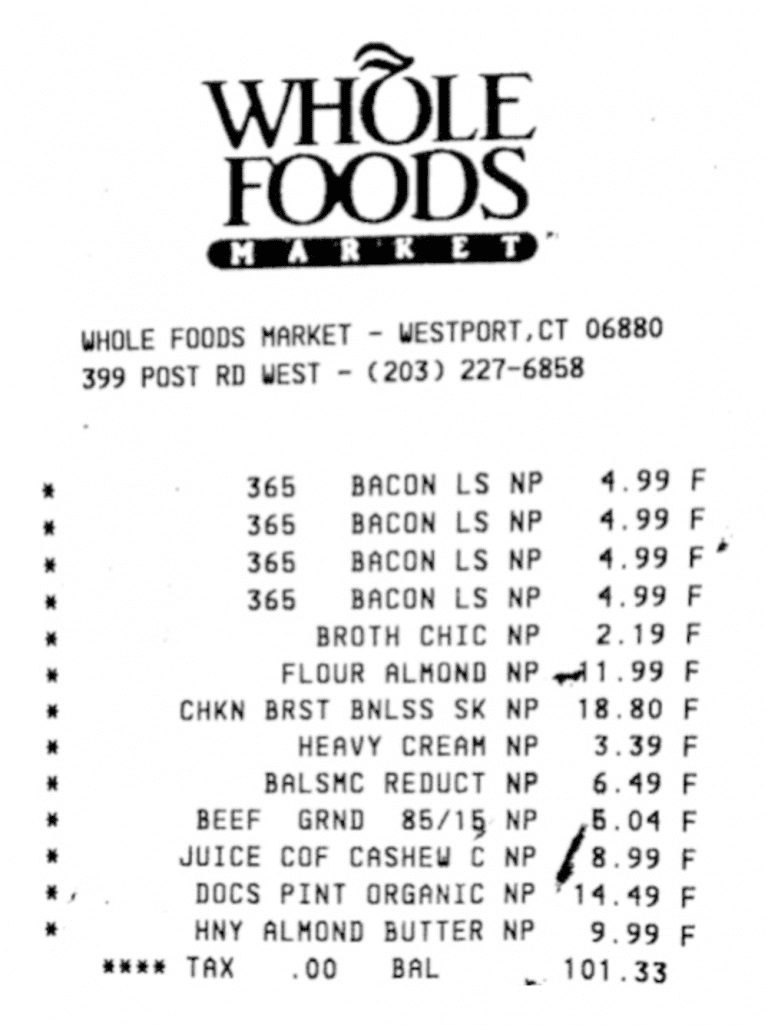 WHOLE
FOODS
MARKET
WHOLE FOODS MARKET - WESTPORT,CT 06880
399 POST RD WEST - (203) 227-6858
* 365 BACON LS NP 4.99 F
* 365 BACON LS NP 4.99 F
* 365 BACON LS NP 4.99 F
* 365 BACON LS NP 4.99 F
* BROTH CHIC NP 2.19 F
* FLOUR ALMOND NP 11.99 F
* CHKN BRST BNLSS SK NP 18.80 F
* HEAVY CREAM NP 3.39 F
* BALSMC REDUCT NP 6.49 F
* BEEF GRND 85/15 NP 5.04 F
* JUICE COF CASHEW C NP 8.99 F
* DOCS PINT ORGANIC NP 14.49 F
* HNY ALMOND BUTTER NP 9.99 F
**** TAX .00 BAL 101.33